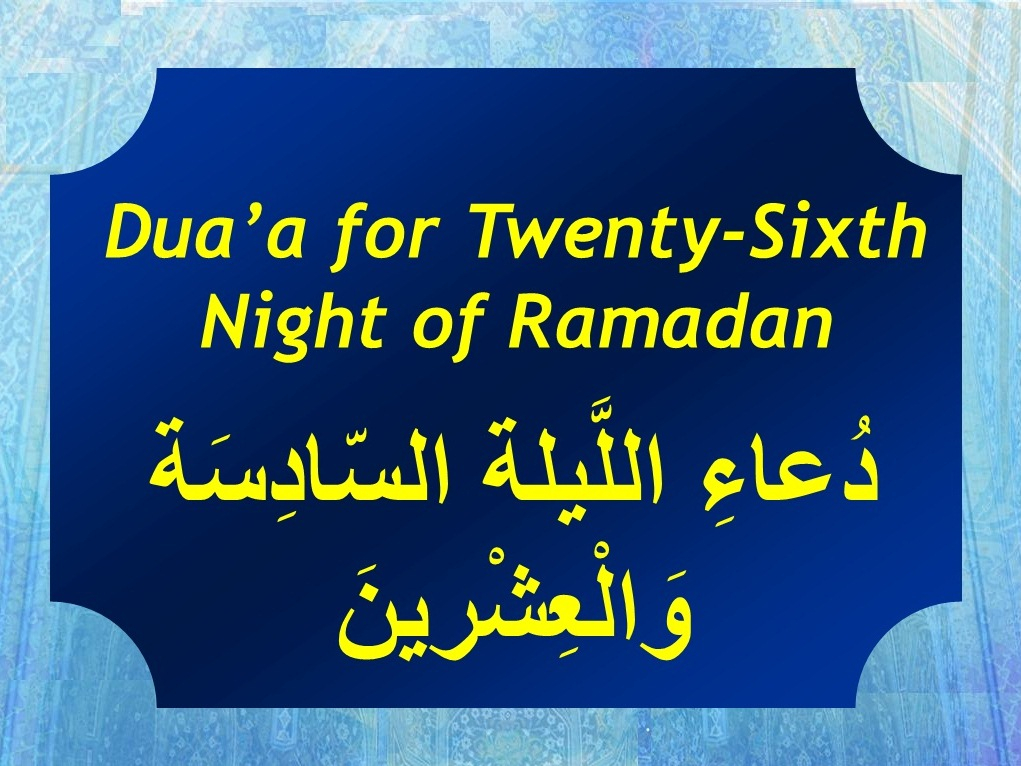 Dua’a for Twenty-Sixth
Night of Ramadan
دُعاءِ اللَّيلة السّادِسَة
وَالْعِشْرينَ